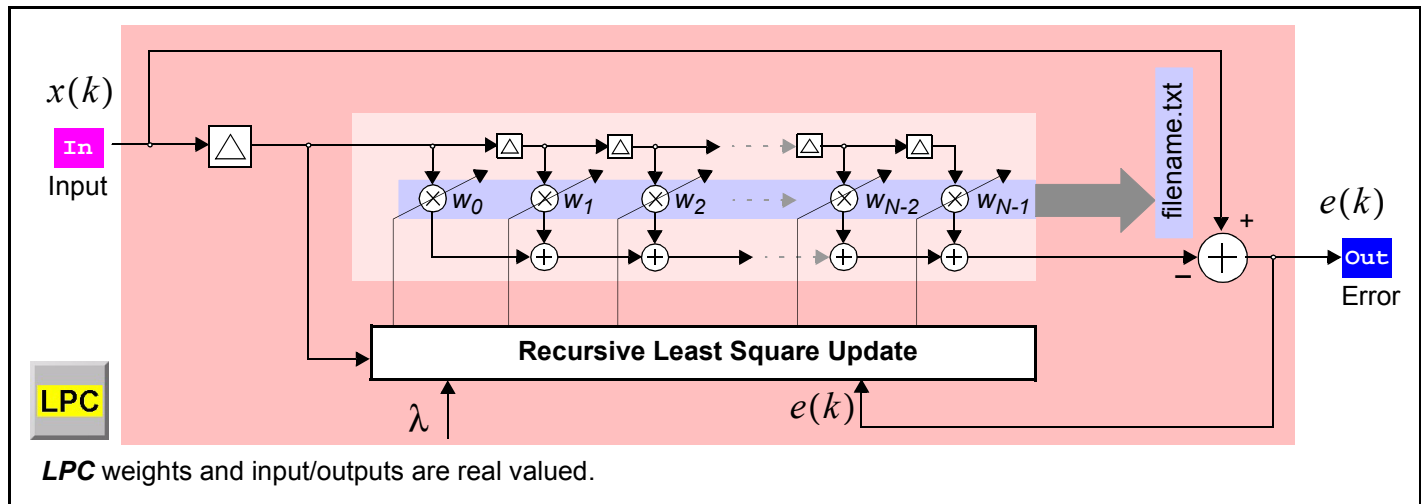 x(k)
In
Input
filename.txt
w0 w1 w2 wN-2 wN-1
+
e(k)
−
Out
Error
Recursive Least Square Update
LPC
λ
e(k)
LPC weights and input/outputs are real valued.